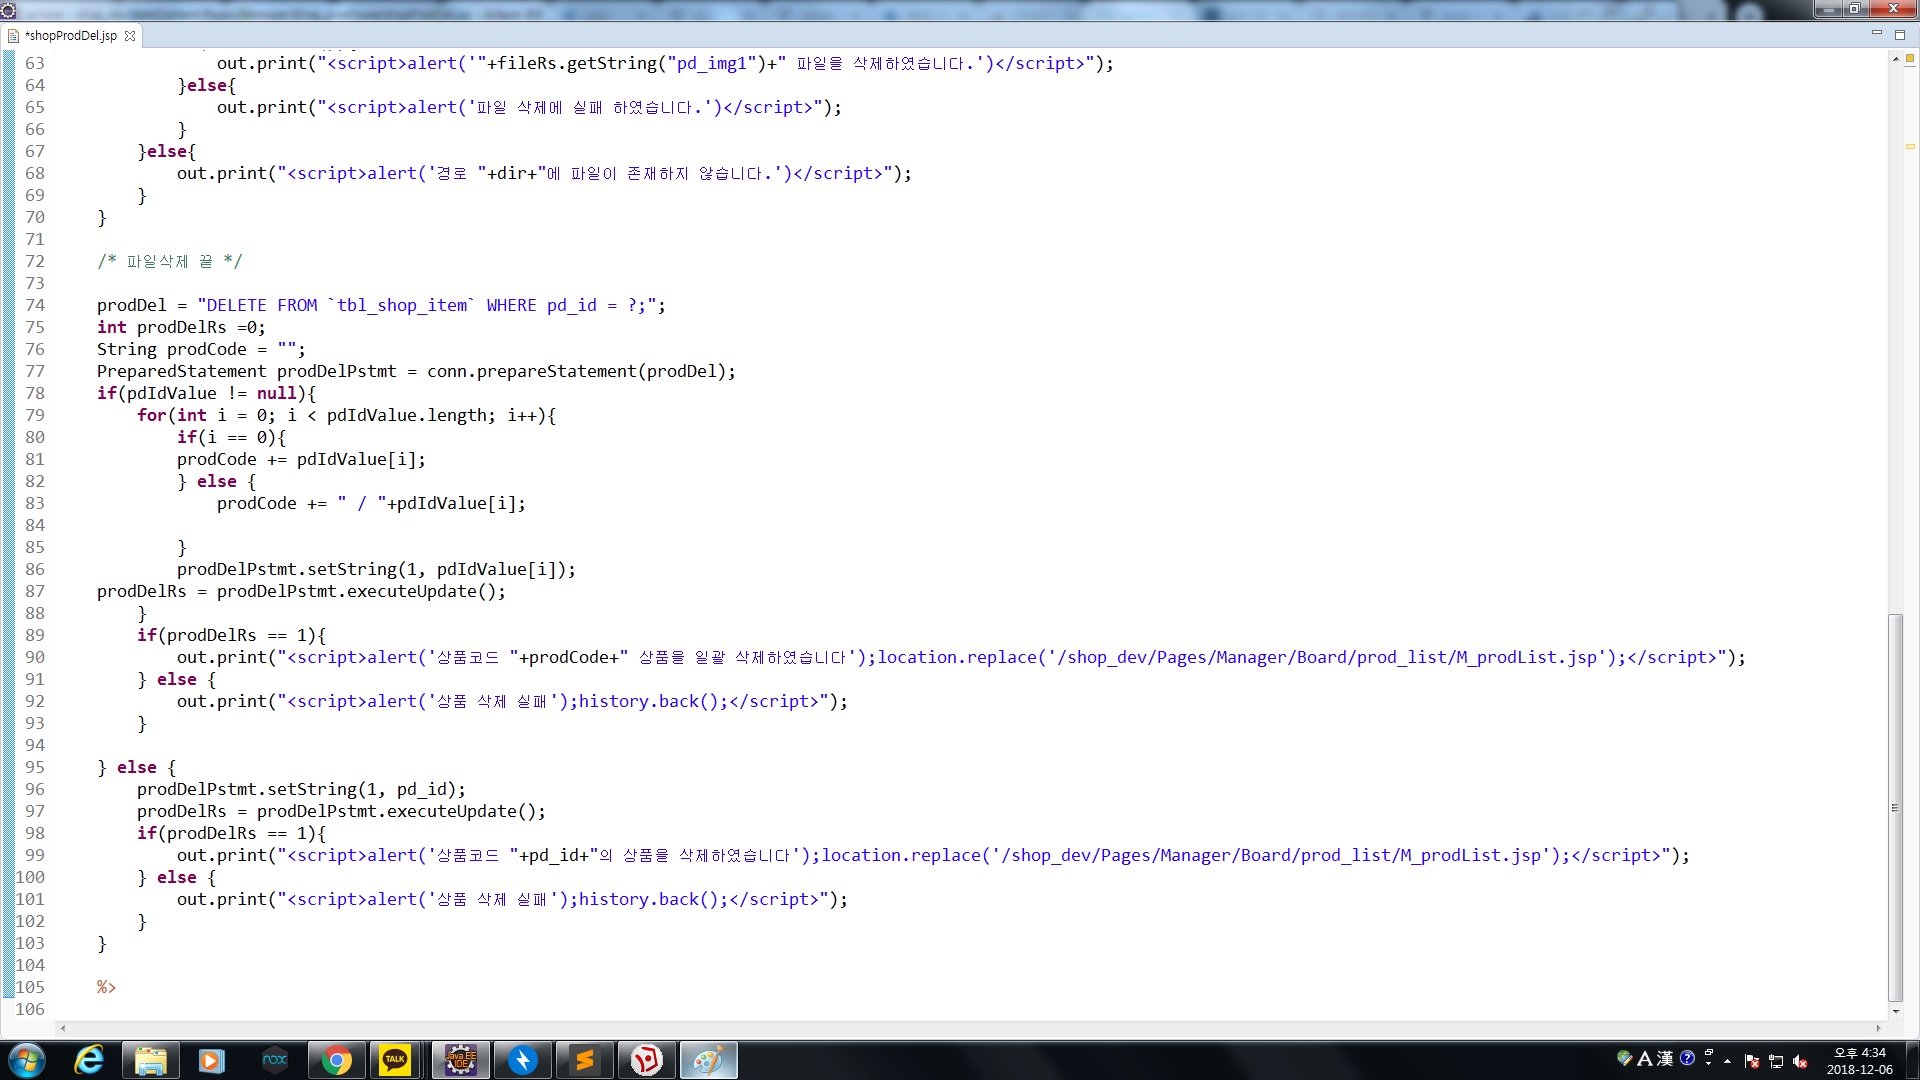 *shopProdDel.jsp
63 out.print("<script>alert('"+fileRs.getString("pd_img1")+" 파일을 삭제하였습니다.')</script>");
64 }else{
65 out.print("<script>alert('파일 삭제에 실패 하였습니다.')</script>");
66 }
67 }else{
68 out.print("<script>alert('경로 "+dir+"에 파일이 존재하지 않습니다.')</script>");
69 }
70 }
71
72 /* 파일삭제 끝 */
73
74 prodDel = "DELETE FROM `tbl_shop_item` WHERE pd_id = ?;";
75 int prodDelRs =0;
76 String prodCode = "";
77 PreparedStatement prodDelPstmt = conn.prepareStatement(prodDel);
78 if(pdIdValue != null){
79 for(int i = 0; i < pdIdValue.length; i++){
80 if(i == 0){
81 prodCode += pdIdValue[i];
82 } else {
83 prodCode += " / "+pdIdValue[i];
84
85 }
86 prodDelPstmt.setString(1, pdIdValue[i]);
87 prodDelRs = prodDelPstmt.executeUpdate();
88 }
89 if(prodDelRs == 1){
90 out.print("<script>alert('상품코드 "+prodCode+" 상품을 일괄 삭제하였습니다');location.replace('/shop_dev/Pages/Manager/Board/prod_list/M_prodList.jsp');</script>");
91 } else {
92 out.print("<script>alert('상품 삭제 실패');history.back();</script>");
93 }
94
95 } else {
96 prodDelPstmt.setString(1, pd_id);
97 prodDelRs = prodDelPstmt.executeUpdate();
98 if(prodDelRs == 1){
99 out.print("<script>alert('상품코드 "+pd_id+"의 상품을 삭제하였습니다');location.replace('/shop_dev/Pages/Manager/Board/prod_list/M_prodList.jsp');</script>");
100 } else {
101 out.print("<script>alert('상품 삭제 실패');history.back();</script>");
102 }
103 }
104
105 %>
106
nox
TALK
Java EE
IDE
A 漢
오후 4:34
2018-12-06